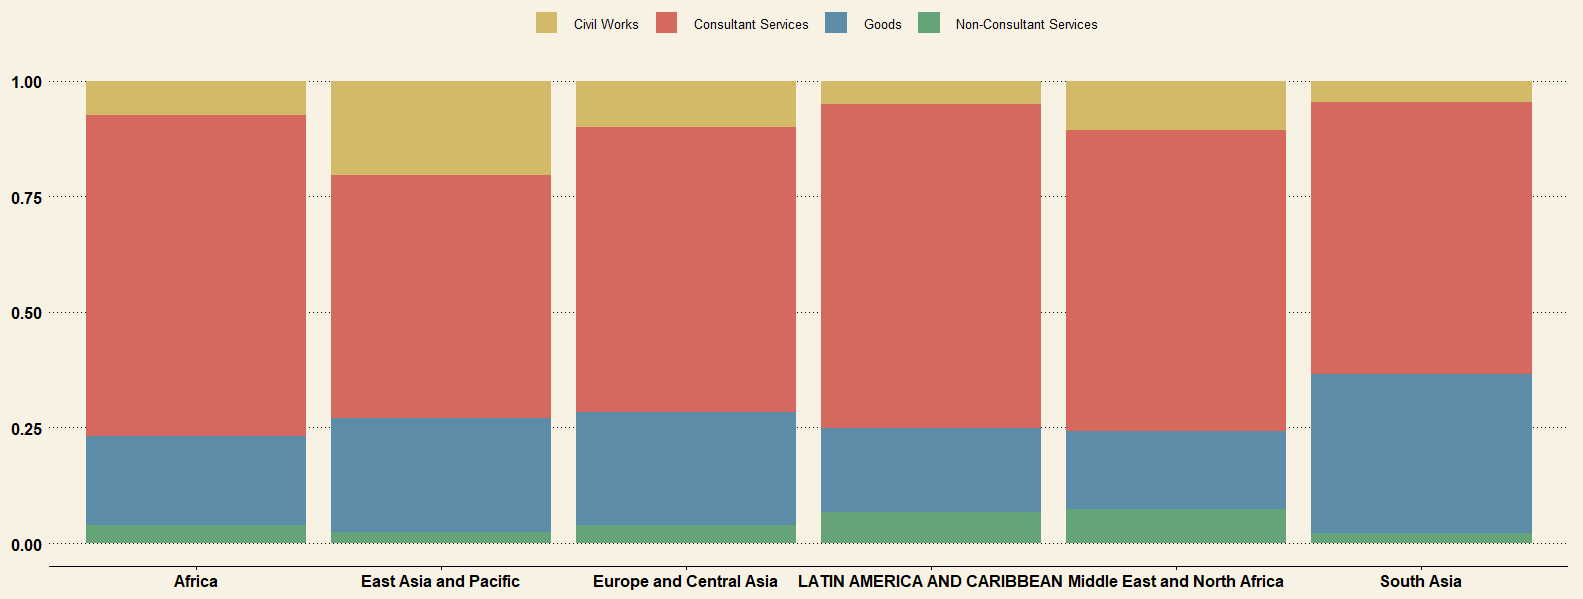 Civil Works Consultant Services Goods Non-Consultant Services
1.00
0.75
0.50
0.25
0.00
Africa East Asia and Pacific Europe and Central Asia LATIN AMERICA AND CARIBBEAN Middle East and North Africa South Asia